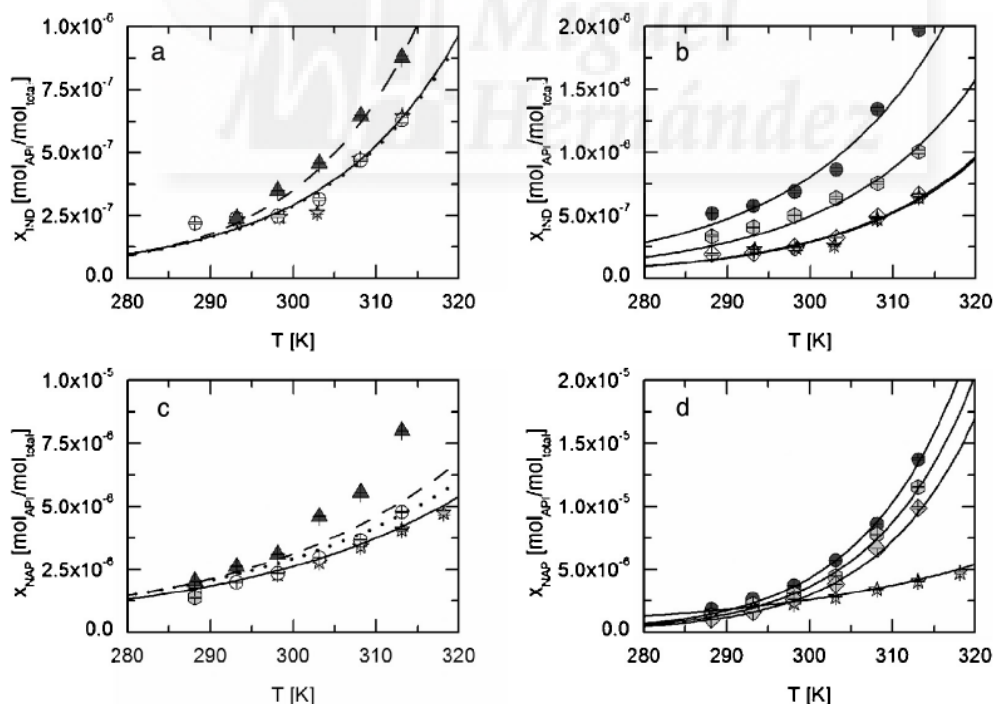 Miguel
Hernández
1.0x10⁻⁶
7.5x10⁻⁷
5.0x10⁻⁷
2.5x10⁻⁷
0.0
a
x_IND [mol_API/mol_total]
280 290 300 310 320
T [K]
2.0x10⁻⁶
1.5x10⁻⁶
1.0x10⁻⁶
5.0x10⁻⁷
0.0
b
x_IND [mol_API/mol_total]
280 290 300 310 320
T [K]
1.0x10⁻⁵
7.5x10⁻⁶
5.0x10⁻⁶
2.5x10⁻⁶
0.0
c
x_NAP [mol_API/mol_total]
280 290 300 310 320
T [K]
2.0x10⁻⁵
1.5x10⁻⁵
1.0x10⁻⁵
5.0x10⁻⁶
0.0
d
x_NAP [mol_API/mol_total]
280 290 300 310 320
T [K]